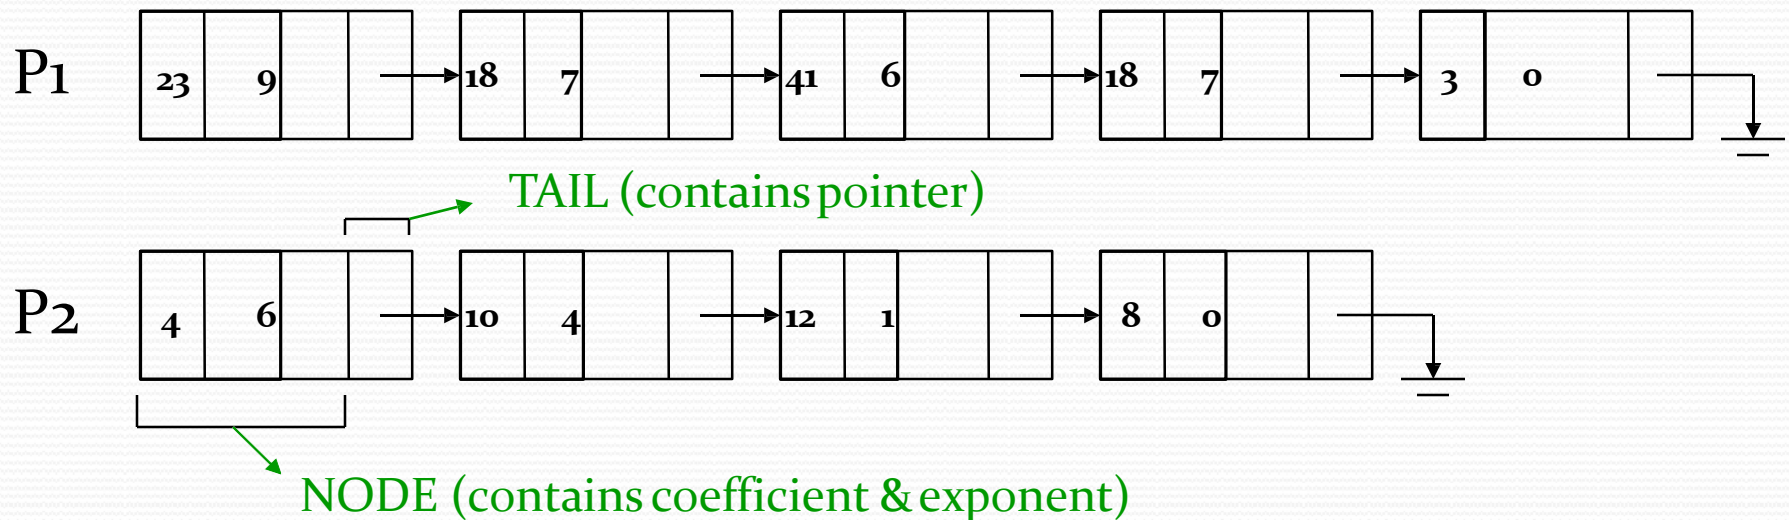 P1 23 9 18 7 41 6 18 7 3 0
TAIL (contains pointer)
P2 4 6 10 4 12 1 8 0
NODE (contains coefficient & exponent)